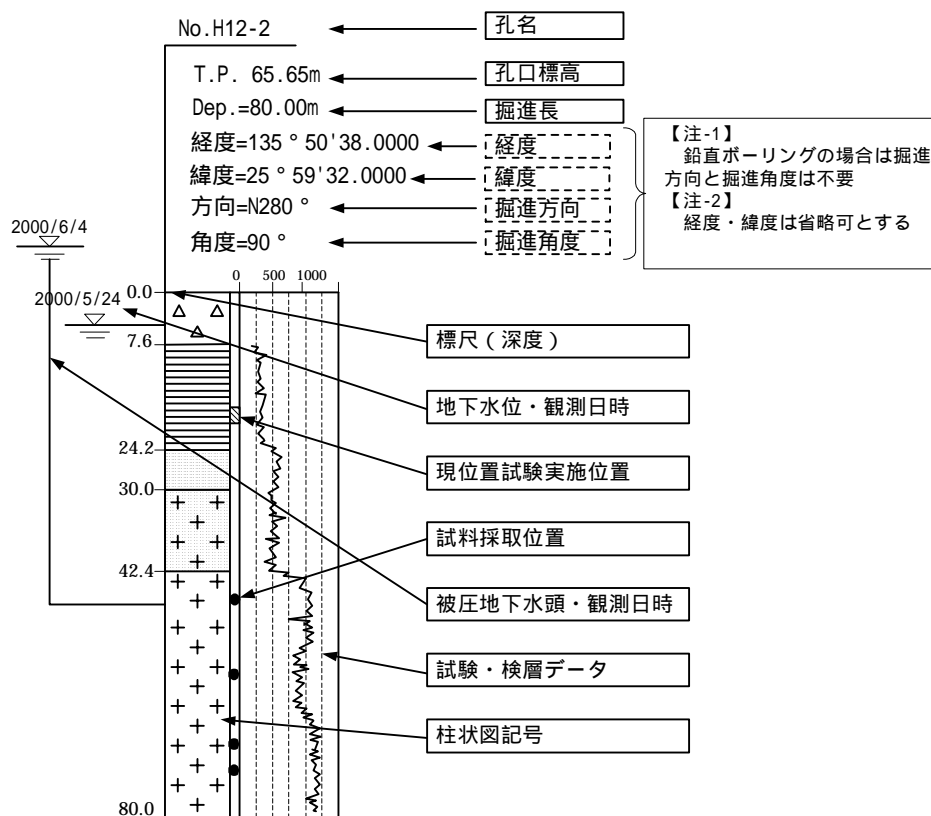 No.H12-2
孔名
T.P. 65.65m
孔口標高
Dep.=80.00m
掘進長
経度=135°50'38.0000
経度
緯度=25°59'32.0000
緯度
方向=N280°
掘進方向
角度=90°
掘進角度
【注-1】
鉛直ボーリングの場合は掘進
方向と掘進角度は不要
【注-2】
経度・緯度は省略可とする
2000/6/4
0 500 1000
2000/5/24
0.0
標尺(深度)
7.6
地下水位・観測日時
24.2
現位置試験実施位置
30.0
試料採取位置
42.4
被圧地下水頭・観測日時
試験・検層データ
柱状図記号
80.0